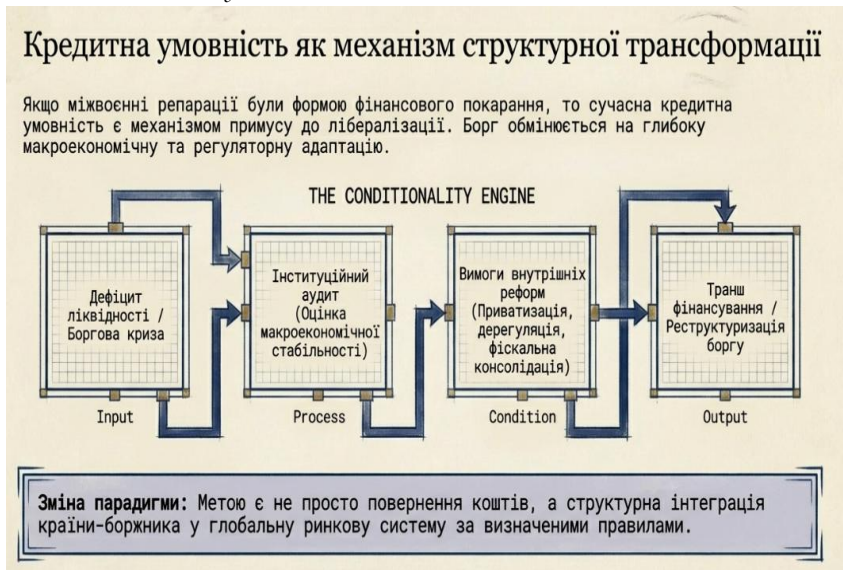 Кредитна умовність як механізм структурної трансформації
Якщо міжвоєнні репарації були формою фінансового покарання, то сучасна кредитна
умовність є механізмом примусу до лібералізації. Борг обмінюється на глибоку
макроекономічну та регуляторну адаптацію.
THE CONDITIONALITY ENGINE
Дефіцит
ліквідності /
Боргова криза
Input
Інституційний
аудит
(Оцінка
макроекономічної
стабільності)
Process
Вимоги внутрішніх
реформ
(Приватизація,
дерегуляція,
фіскальна
консолідація)
Condition
Транш
фінансування /
Реструктуризація
боргу
Output
Зміна парадигми: Метою є не просто повернення коштів, а структурна інтеграція
країни-боржника у глобальну ринкову систему за визначеними правилами.